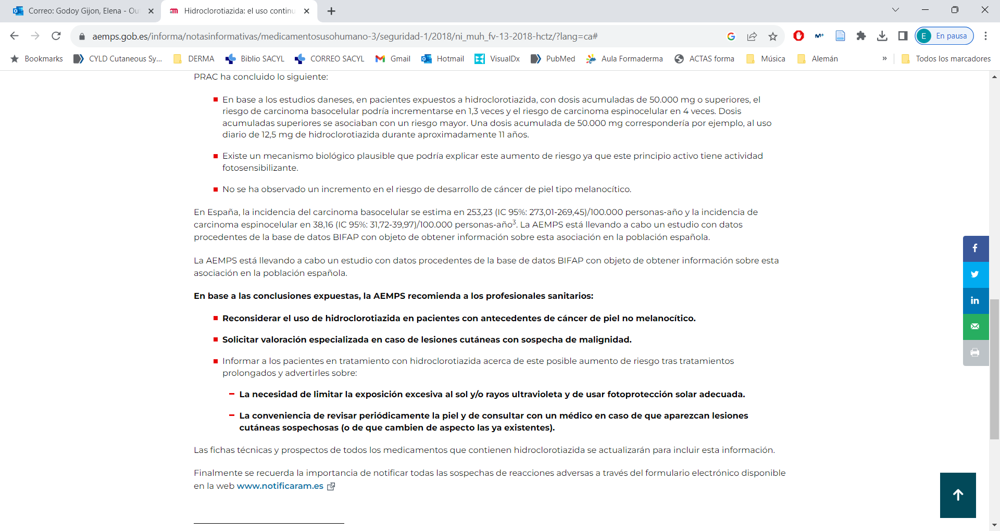 Correo: Godoy Gijon, Elena - Ou
Hidroclorotiazida: el uso continu
aemps.gob.es/informa/notasinformativas/medicamentosusohumano-3/seguridad-1/2018/ni_muh_fv-13-2018-hctz/?lang=ca#
M+
E En pausa
Bookmarks
CYLD Cutaneous Sy...
DERMA
Biblio SACYL
CORREO SACYL
Gmail
Hotmail
VisualDx
PubMed
Aula Formaderma
ACTAS forma
Música
Alemán
»
Todos los marcadores
PRAC ha concluido lo siguiente:
En base a los estudios daneses, en pacientes expuestos a hidroclorotiazida, con dosis acumuladas de 50.000 mg o superiores, el
riesgo de carcinoma basocelular podría incrementarse en 1,3 veces y el riesgo de carcinoma espinocelular en 4 veces. Dosis
acumuladas superiores se asociaban con un riesgo mayor. Una dosis acumulada de 50.000 mg correspondería por ejemplo, al uso
diario de 12,5 mg de hidroclorotiazida durante aproximadamente 11 años.
Existe un mecanismo biológico plausible que podría explicar este aumento de riesgo ya que este principio activo tiene actividad
fotosensibilizante.
No se ha observado un incremento en el riesgo de desarrollo de cáncer de piel tipo melanocítico.
En España, la incidencia del carcinoma basocelular se estima en 253,23 (IC 95%: 273,01-269,45)/100.000 personas-año y la incidencia de
carcinoma espinocelular en 38,16 (IC 95%: 31,72-39,97)/100.000 personas-año3. La AEMPS está llevando a cabo un estudio con datos
procedentes de la base de datos BIFAP con objeto de obtener información sobre esta asociación en la población española.
La AEMPS está llevando a cabo un estudio con datos procedentes de la base de datos BIFAP con objeto de obtener información sobre esta
asociación en la población española.
En base a las conclusiones expuestas, la AEMPS recomienda a los profesionales sanitarios:
Reconsiderar el uso de hidroclorotiazida en pacientes con antecedentes de cáncer de piel no melanocítico.
Solicitar valoración especializada en caso de lesiones cutáneas con sospecha de malignidad.
Informar a los pacientes en tratamiento con hidroclorotiazida acerca de este posible aumento de riesgo tras tratamientos
prolongados y advertirles sobre:
La necesidad de limitar la exposición excesiva al sol y/o rayos ultravioleta y de usar fotoprotección solar adecuada.
La conveniencia de revisar periódicamente la piel y de consultar con un médico en caso de que aparezcan lesiones
cutáneas sospechosas (o de que cambien de aspecto las ya existentes).
Las fichas técnicas y prospectos de todos los medicamentos que contienen hidroclorotiazida se actualizarán para incluir esta información.
Finalmente se recuerda la importancia de notificar todas las sospechas de reacciones adversas a través del formulario electrónico disponible
en la web www.notificaram.es